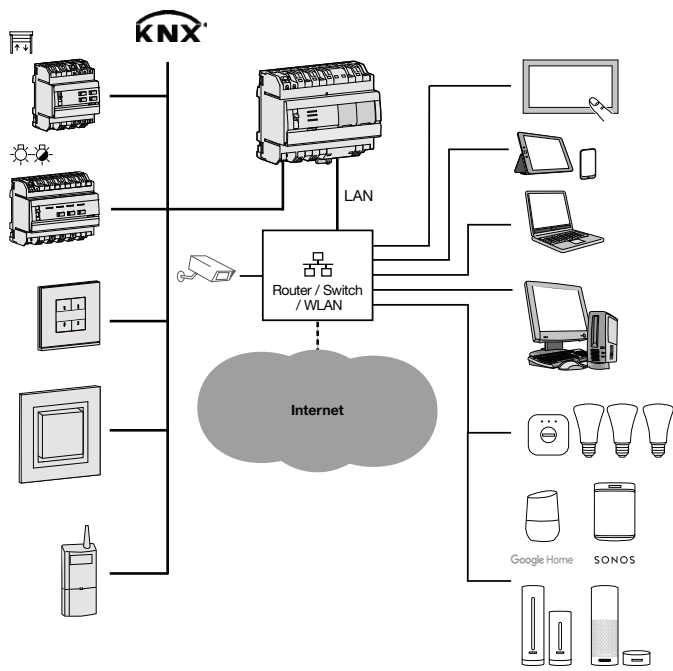 KNX®
LAN
Router / Switch
/ WLAN
Internet
Google Home
SONOS